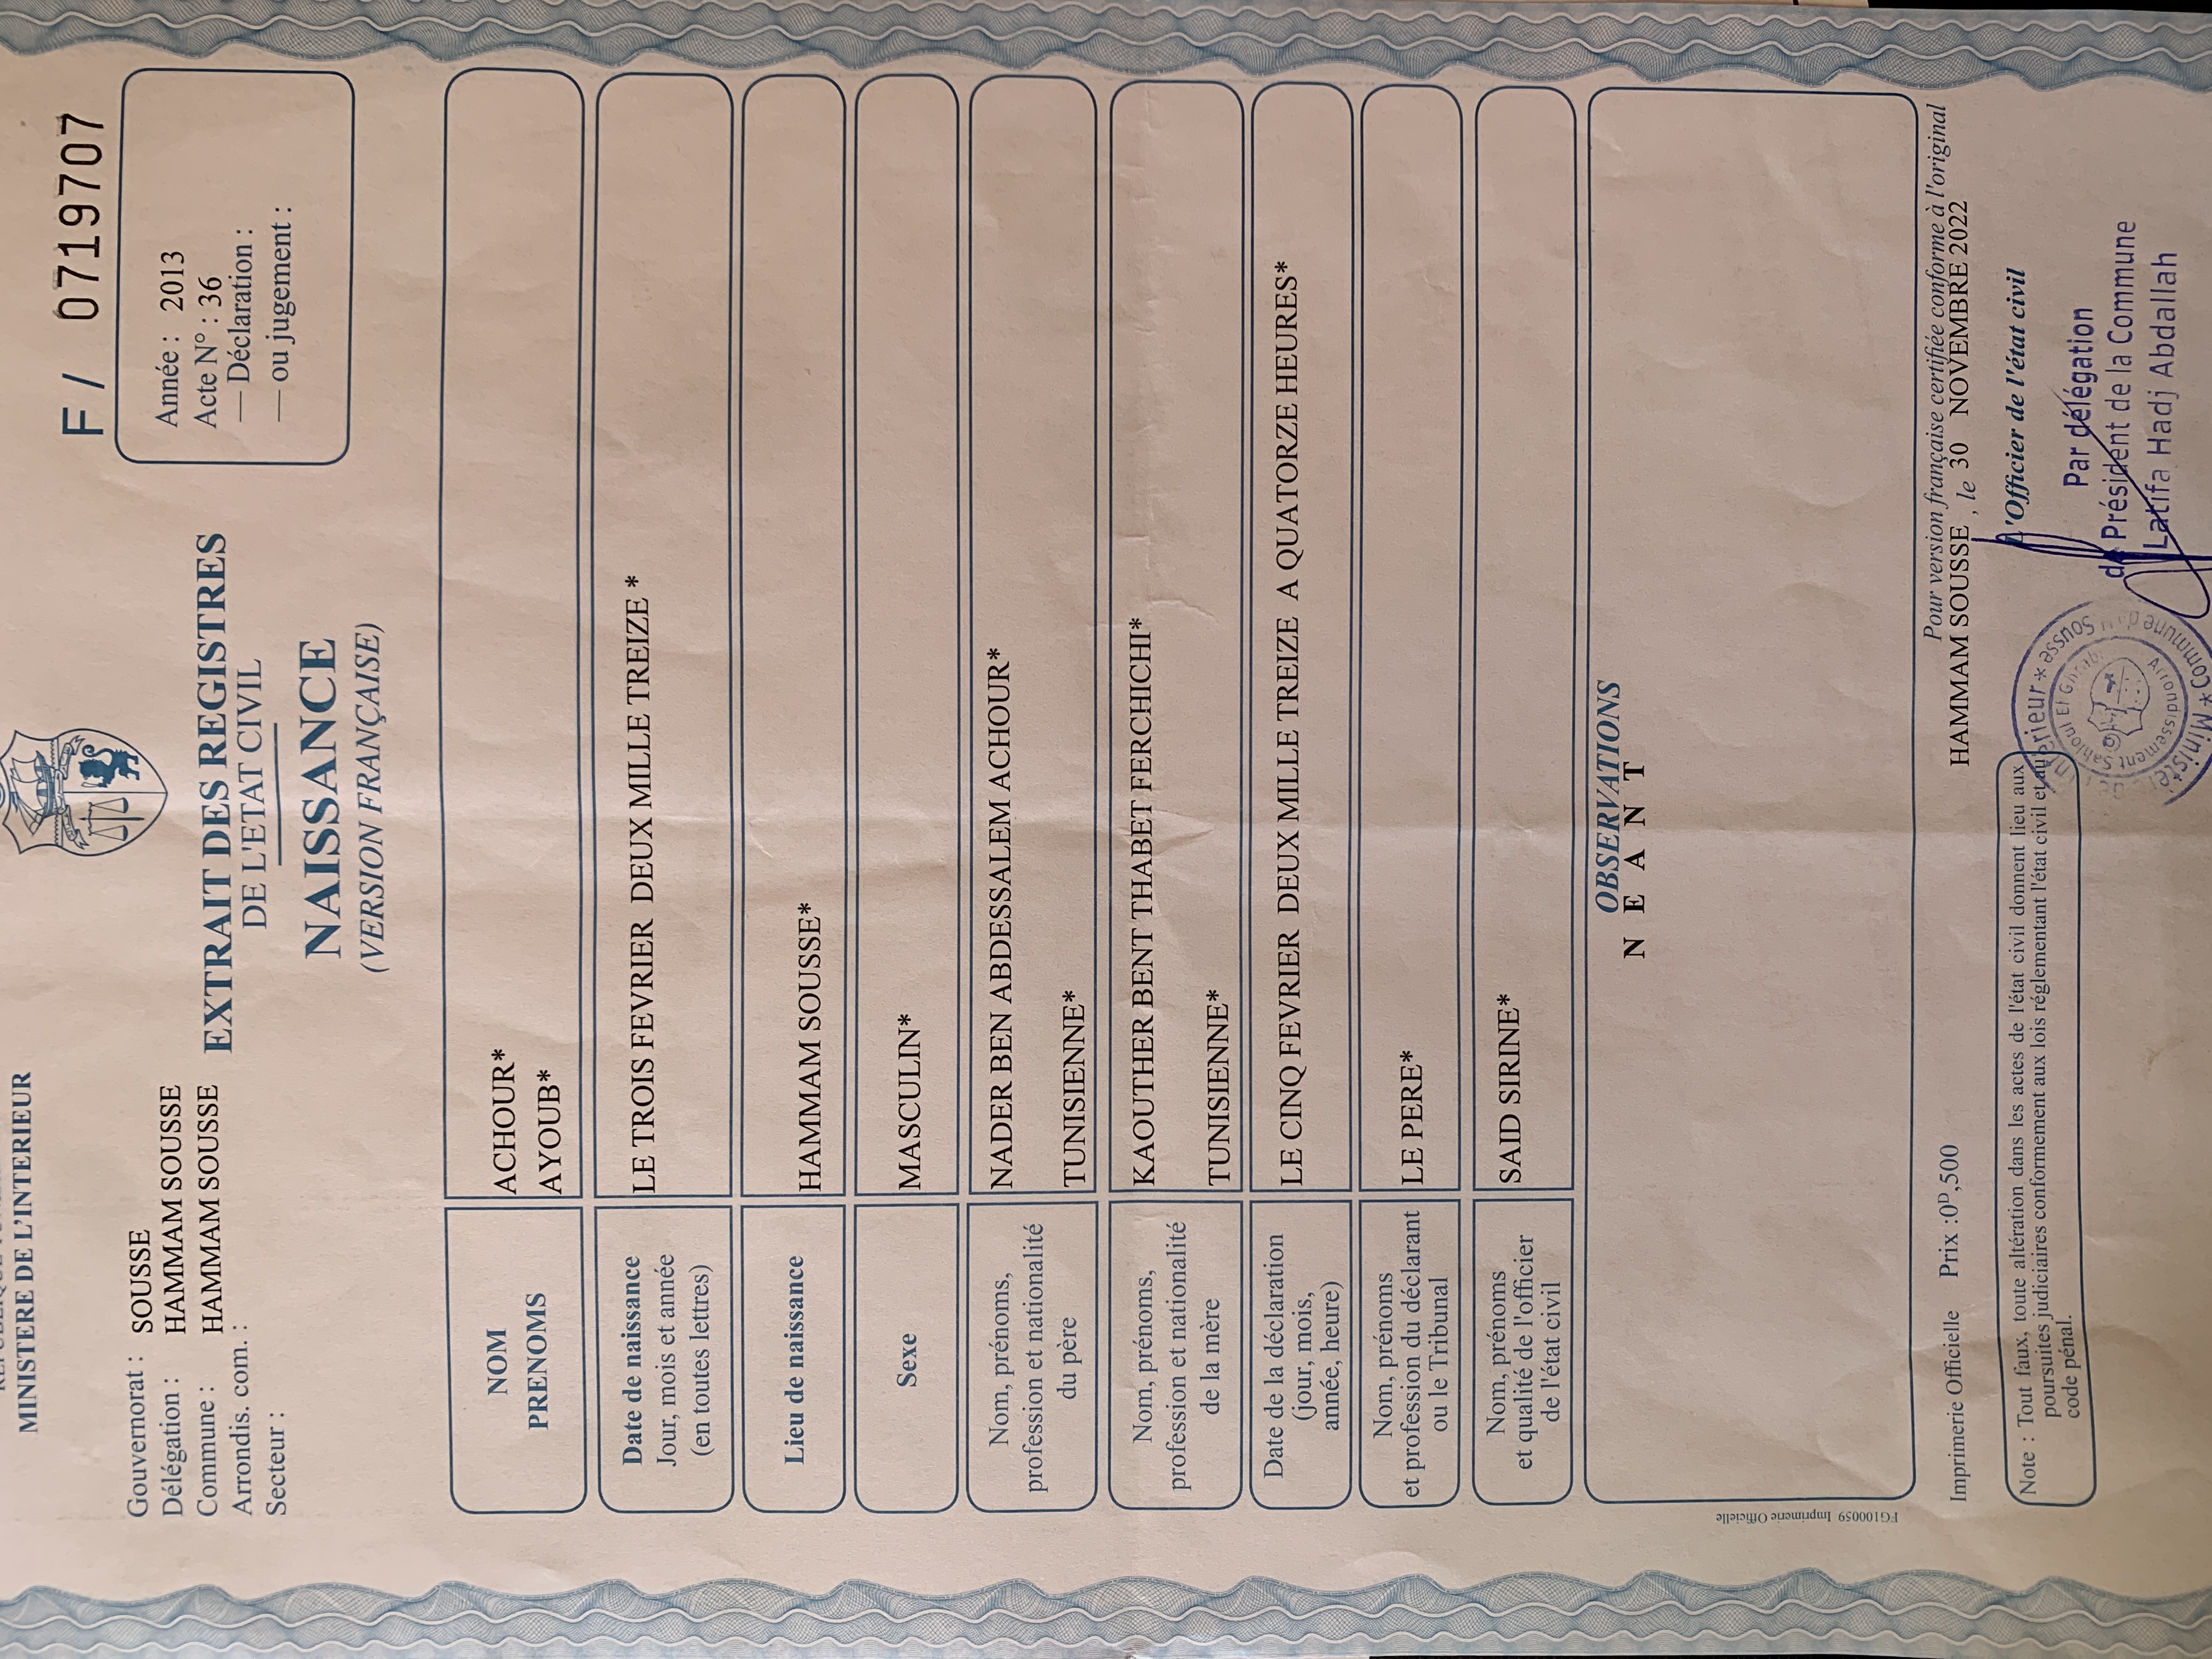 MINISTERE DE L'INTERIEUR
F / 0719707
Gouvernorat : SOUSSE
Délégation : HAMMAM SOUSSE
Commune : HAMMAM SOUSSE
Arrondis. com. :
Secteur :
EXTRAIT DES REGISTRES
DE L'ETAT CIVIL
NAISSANCE
(VERSION FRANÇAISE)
Année : 2013
Acte N° : 36
— Déclaration :
— ou jugement :
NOM
PRENOMS
ACHOUR*
AYOUB*
Date de naissance
Jour, mois et année
(en toutes lettres)
LE TROIS FEVRIER DEUX MILLE TREIZE *
Lieu de naissance
HAMMAM SOUSSE*
Sexe
MASCULIN*
Nom, prénoms,
profession et nationalité
du père
NADER BEN ABDESSALEM ACHOUR*
TUNISIENNE*
Nom, prénoms,
profession et nationalité
de la mère
KAOUTHER BENT THABET FERCHICHI*
TUNISIENNE*
Date de la déclaration
(jour, mois,
année, heure)
LE CINQ FEVRIER DEUX MILLE TREIZE A QUATORZE HEURES*
Nom, prénoms
et profession du déclarant
ou le Tribunal
LE PERE*
Nom, prénoms
et qualité de l'officier
de l'état civil
SAID SIRINE*
OBSERVATIONS
N E A N T
FG100059 Imprimerie Officielle
Pour version française certifiée conforme à l'original
Imprimerie Officielle Prix :0D,500
HAMMAM SOUSSE , le 30 NOVEMBRE 2022
L'Officier de l'état civil
Note : Tout faux, toute altération dans les actes de l'état civil donnent lieu aux
poursuites judiciaires conformement aux lois réglementant l'état civil et au
code pénal.
Par délégation
de Président de la Commune
Latifa Hadj Abdallah
Commune Sousse
Arrondissement Sahloul El